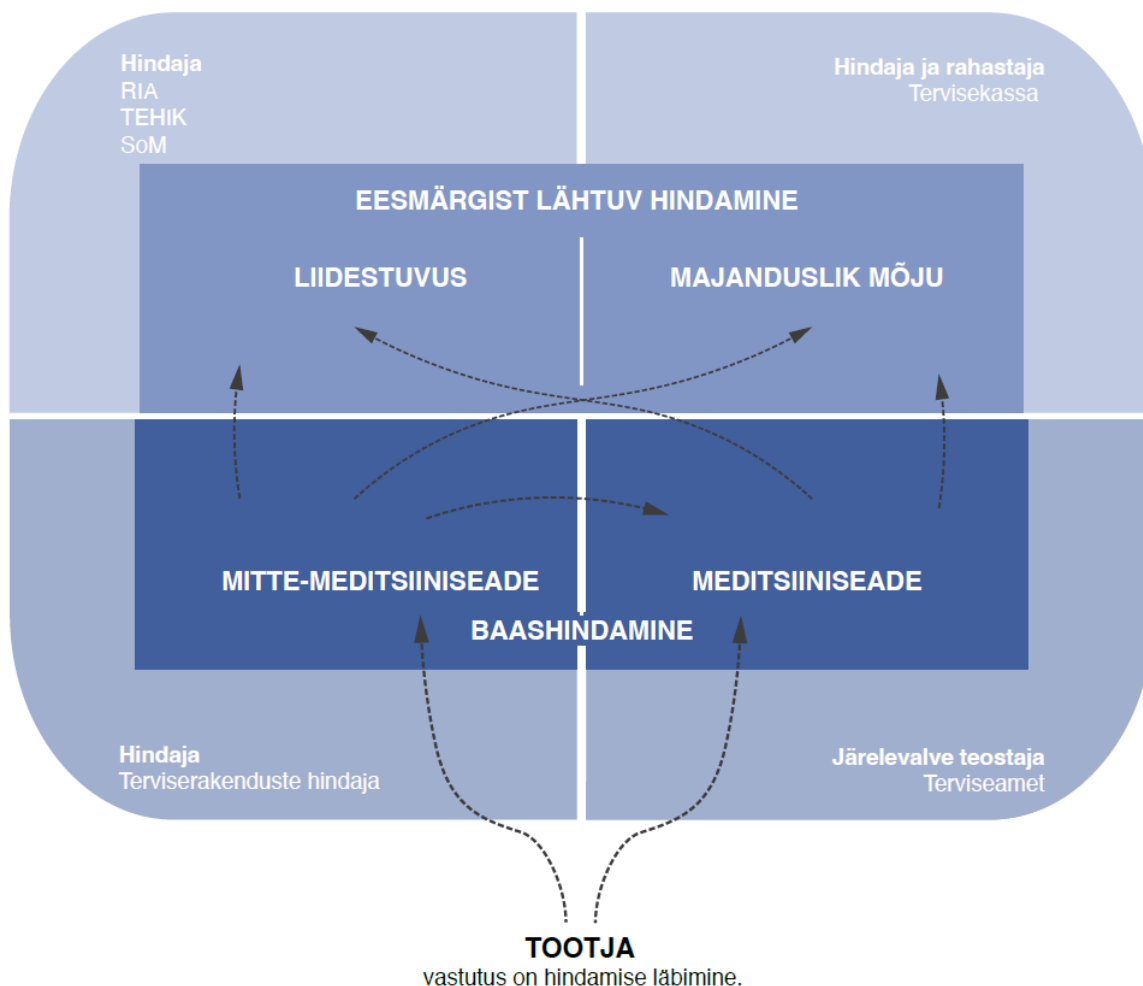 Hindaja
RIA
TEHIK
SoM
Hindaja ja rahastaja
Tervisekassa
EESMÄRGIST LÄHTUV HINDAMINE
LIIDESTUVUS
MAJANDUSLIK MÕJU
MITTE-MEDITSIINISEADE
MEDITSIINISEADE
BAASHINDAMINE
Hindaja
Terviserakenduste hindaja
Järelevalve teostaja
Terviseamet
TOOTJA
vastutus on hindamise läbimine.